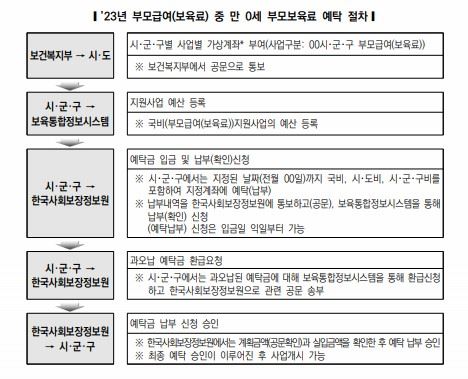 '23년 부모급여(보육료) 중 만 0세 부모보육료 예탁 절차
보건복지부 → 시·도
시·군·구별 사업별 가상계좌* 부여(사업구분: 00시·군·구 부모급여(보육료))
※ 보건복지부에서 공문으로 통보
시·군·구 →
보육통합정보시스템
지원사업 예산 등록
※ 국비(부모급여(보육료))지원사업의 예산 등록
시·군·구 →
한국사회보장정보원
예탁금 입금 및 납부(확인)신청
※ 시·군·구에서는 지정된 날짜(전월 00일)까지 국비, 시·도비, 시·군·구비를
포함하여 지정계좌에 예탁(납부)
※ 납부내역을 한국사회보장정보원에 통보하고(공문), 보육통합정보시스템을 통해
납부(확인) 신청
(예탁납부) 신청은 입금일 익일부터 가능
시·군·구 →
한국사회보장정보원
과오납 예탁금 환급요청
※ 시·군·구에서는 과오납된 예탁금에 대해 보육통합정보시스템을 통해 환급신청
하고 한국사회보장정보원으로 관련 공문 송부
한국사회보장정보원
→ 시·군·구
예탁금 납부 신청 승인
※ 한국사회보장정보원에서는 계획금액(공문확인)과 실입금액을 확인한 후 예탁 납부 승인
※ 최종 예탁 승인이 이루어진 후 사업개시 가능